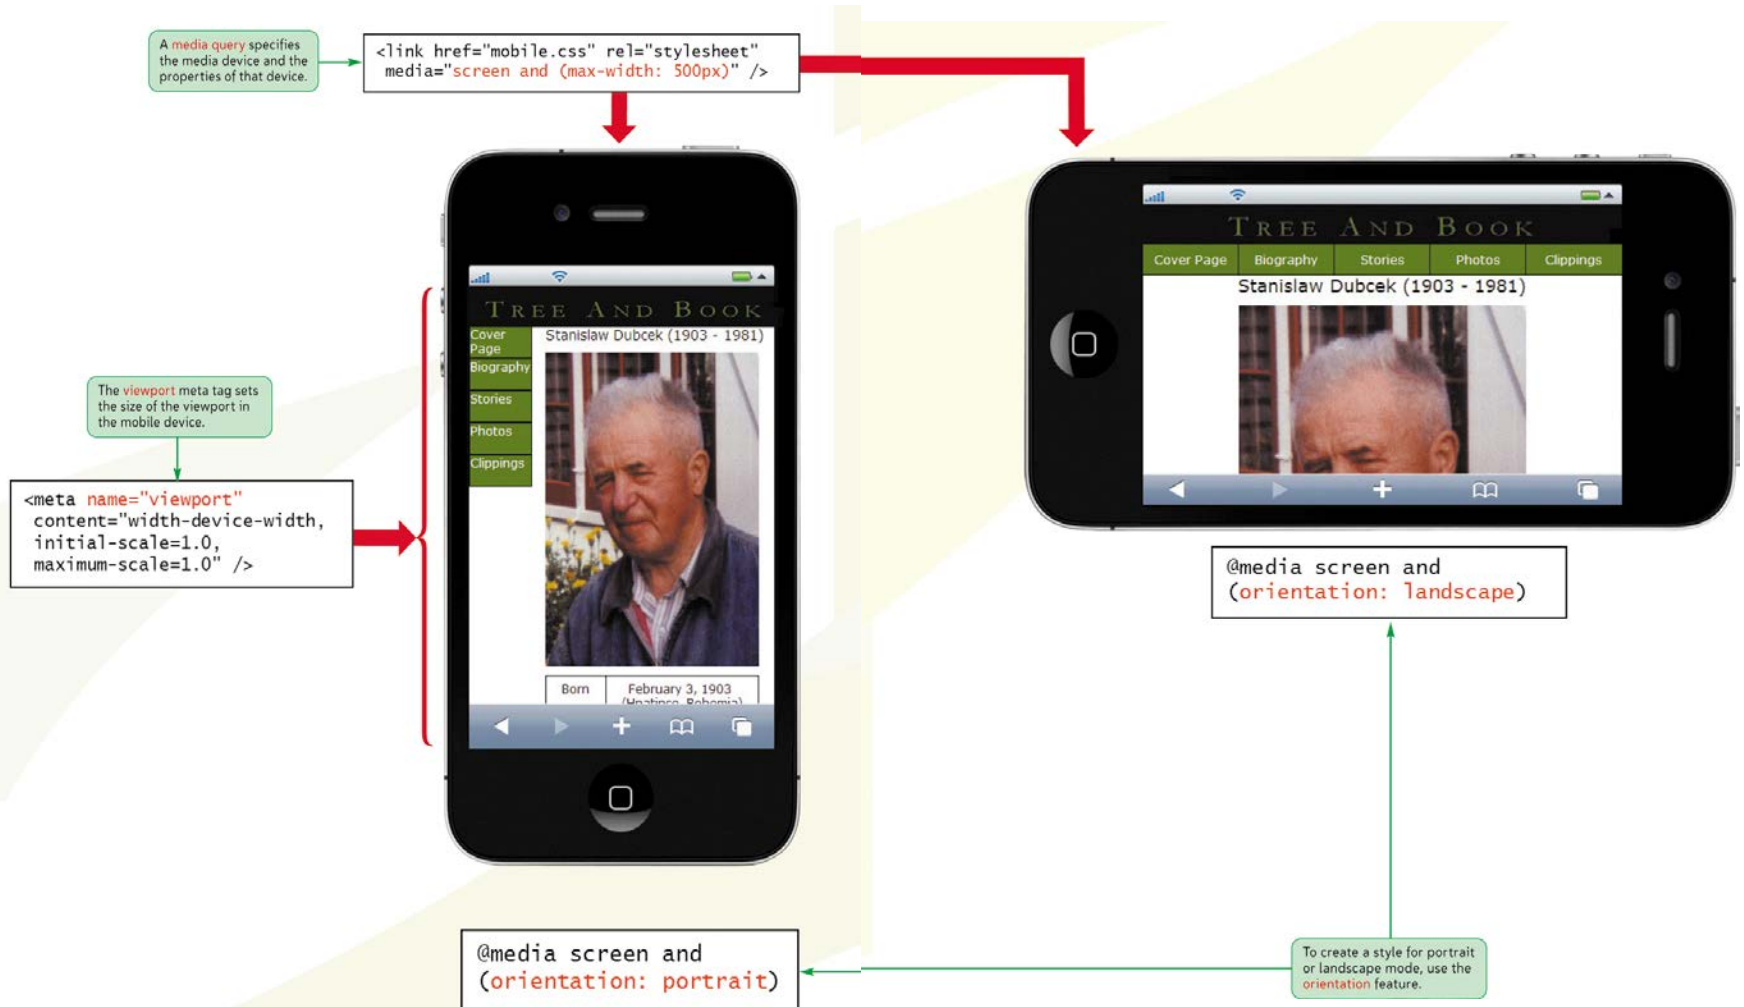 A media query specifies
the media device and the
properties of that device.
<link href="mobile.css" rel="stylesheet"
media="screen and (max-width: 500px)" />
TREE AND BOOK
Cover
Page
Biography
Stories
Photos
Clippings
Stanislaw Dubcek (1903 - 1981)
Born
February 3, 1903
TREE AND BOOK
Cover Page Biography Stories Photos Clippings
Stanislaw Dubcek (1903 - 1981)
The viewport meta tag sets
the size of the viewport in
the mobile device.
<meta name="viewport"
content="width-device-width,
initial-scale=1.0,
maximum-scale=1.0" />
@media screen and
(orientation: landscape)
@media screen and
(orientation: portrait)
To create a style for portrait
or landscape mode, use the
orientation feature.